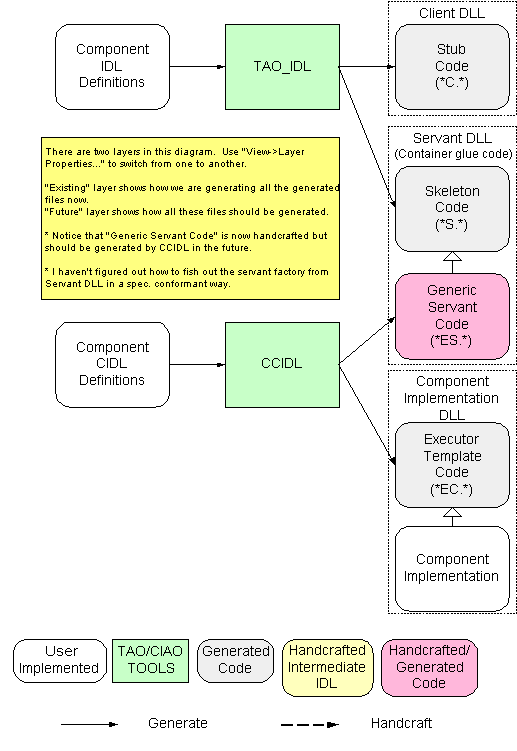 Client DLL
Component
IDL
Definitions
TAO_IDL
Stub
Code
(*C.*)
There are two layers in this diagram. Use "View->Layer
Properties..." to switch from one to another.
"Existing" layer shows how we are generating all the generated
files now.
"Future" layer shows how all these files should be generated.
* Notice that "Generic Servant Code" is now handcrafted but
should be generated by CCIDL in the future.
* I haven't figured out how to fish out the servant factory from
Servant DLL in a spec. conformant way.
Servant DLL
(Container glue code)
Skeleton
Code
(*S.*)
Generic
Servant
Code
(*ES.*)
Component
CIDL
Definitions
CCIDL
Component
Implementation
DLL
Executor
Template
Code
(*EC.*)
Component
Implementation
User
Implemented
TAO/CIAO
TOOLS
Generated
Code
Handcrafted
Intermediate
IDL
Handcrafted/
Generated
Code
Generate
Handcraft